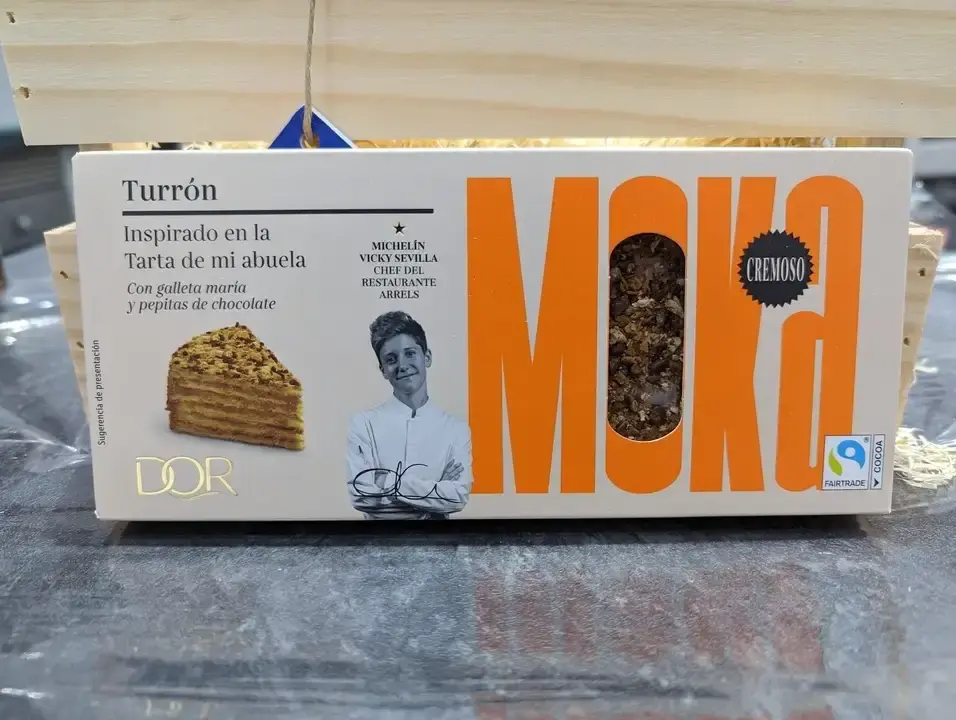 Turrón
Inspirado en la
Tarta de mi abuela
Con galleta maría
y pepitas de chocolate
MICHELÍN
VICKY SEVILLA
CHEF DEL
RESTAURANTE
ARRELS
Sugerencia de presentación
DOR
MOKa
CREMOSO
FAIRTRADE
COCOA